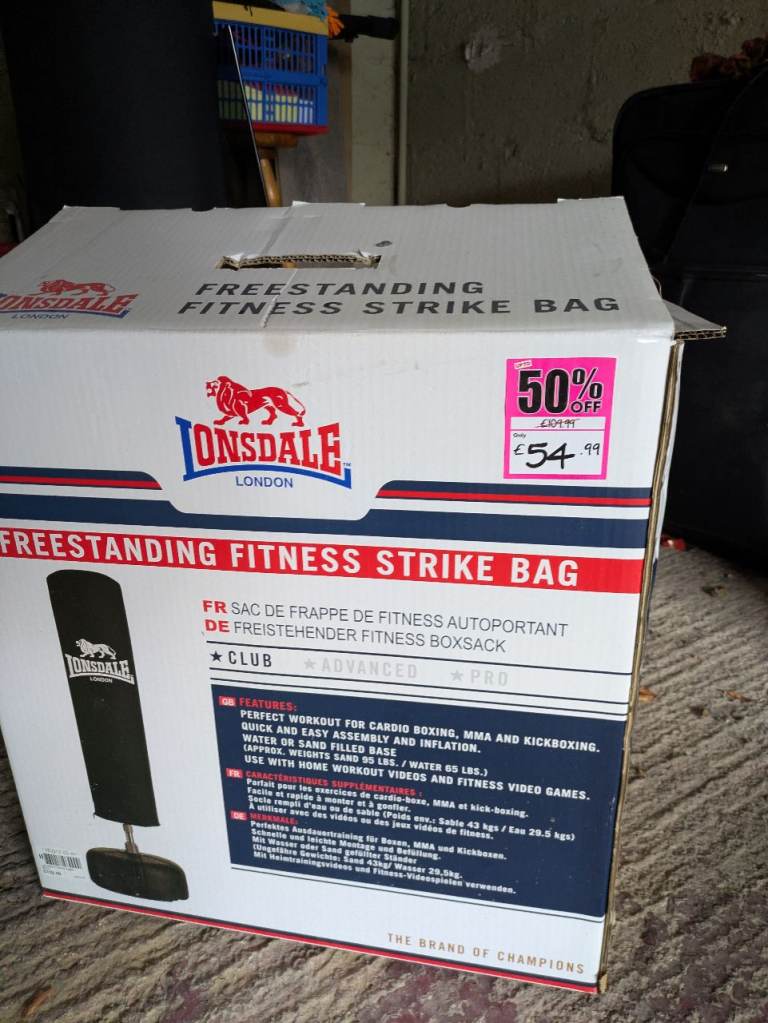 LONSDALE
LONDON
FREESTANDING
FITNESS STRIKE BAG
LONSDALE
LONDON
UP TO
50%
OFF
£109.99
Only
£54.99
FREESTANDING FITNESS STRIKE BAG
FR SAC DE FRAPPE DE FITNESS AUTOPORTANT
DE FREISTEHENDER FITNESS BOXSACK
★ CLUB ★ ADVANCED ★ PRO
LONSDALE
LONDON
GB FEATURES:
PERFECT WORKOUT FOR CARDIO BOXING, MMA AND KICKBOXING.
QUICK AND EASY ASSEMBLY AND INFLATION.
WATER OR SAND FILLED BASE
(APPROX. WEIGHTS SAND 95 LBS. / WATER 65 LBS.)
USE WITH HOME WORKOUT VIDEOS AND FITNESS VIDEO GAMES.
FR CARACTÉRISTIQUES SUPPLÉMENTAIRES :
Parfait pour les exercices de cardio-boxe, MMA et kick-boxing.
Facile et rapide à monter et à gonfler.
Socle rempli d'eau ou de sable (Poids env.: Sable 43 kgs / Eau 29.5 kgs)
À utiliser avec des vidéos ou des jeux vidéos de fitness.
DE MERKMALE:
Perfektes Ausdauertraining für Boxen, MMA und Kickboxen.
Schnelle und leichte Montage und Befüllung.
Mit Wasser oder Sand gefüllter Ständer
(Ungefähre Gewichte: Sand 43kg/ Wasser 29,5kg.
Mit Heimtrainingsvideos und Fitness-Videospielen verwenden.
THE BRAND OF CHAMPIONS